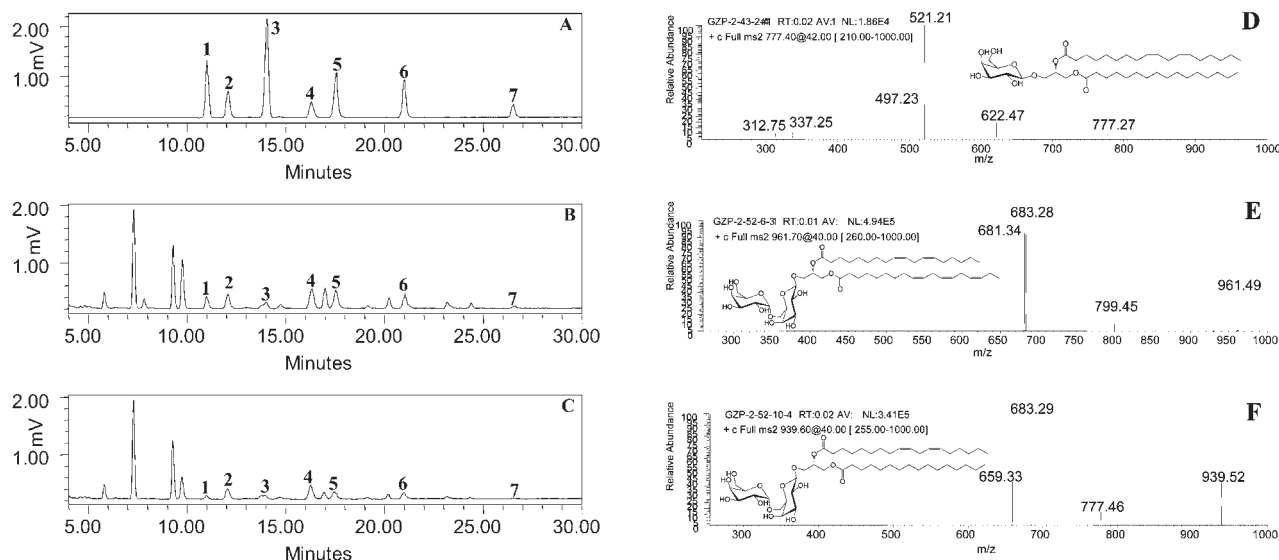 2.00
1.00
mV
1
2
3
4
5
6
7
A
5.00 10.00 15.00 20.00 25.00 30.00
Minutes
2.00
1.00
mV
1
2
3
4
5
6
7
B
5.00 10.00 15.00 20.00 25.00 30.00
Minutes
2.00
1.00
mV
1
2
3
4
5
6
7
C
5.00 10.00 15.00 20.00 25.00 30.00
Minutes
GZP-2-43-2#4 RT:0.02 AV:1 NL:1.86E4
+ c Full ms2 777.40@42.00 [ 210.00-1000.00]
D
521.21
497.23
312.75 337.25
622.47
777.27
Relative Abundance
300 400 500 600 700 800 900 1000
m/z
GZP-2-52-6-3 RT:0.01 AV: NL:4.94E5
+ c Full ms2 961.70@40.00 [ 260.00-1000.00]
E
683.28
681.34
799.45
961.49
Relative Abundance
300 350 400 450 500 550 600 650 700 750 800 850 900 950 1000
m/z
GZP-2-52-10-4 RT:0.02 AV: NL:3.41E5
+ c Full ms2 939.60@40.00 [ 255.00-1000.00]
F
683.29
659.33
777.46
939.52
Relative Abundance
300 400 500 600 700 800 900 1000
m/z